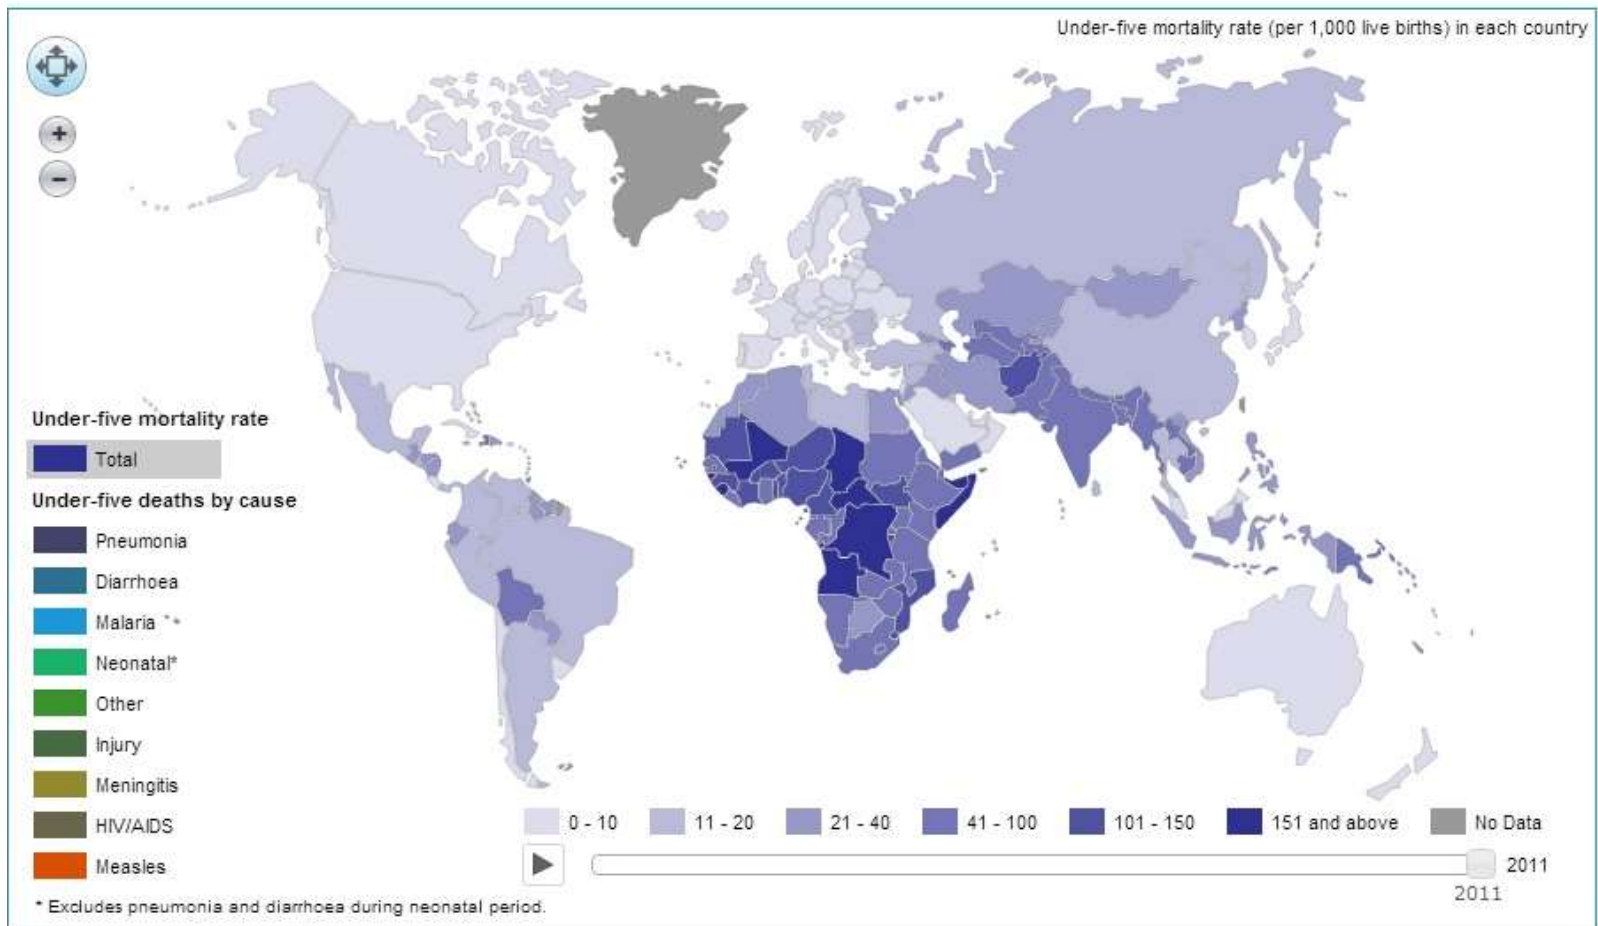 Under-five mortality rate (per 1,000 live births) in each country
+
−
Under-five mortality rate
Total
Under-five deaths by cause
Pneumonia
Diarrhoea
Malaria
Neonatal*
Other
Injury
Meningitis
HIV/AIDS
Measles
0 - 10
11 - 20
21 - 40
41 - 100
101 - 150
151 and above
No Data
2011
2011
* Excludes pneumonia and diarrhoea during neonatal period.